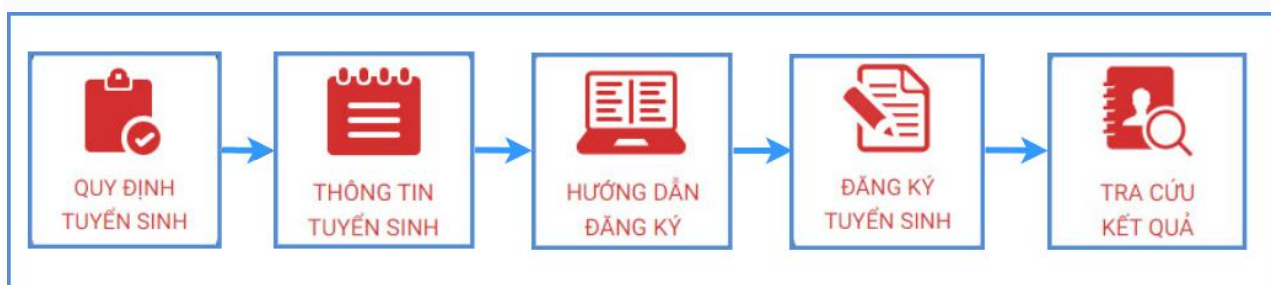 QUY ĐỊNH
TUYỂN SINH
THÔNG TIN
TUYỂN SINH
HƯỚNG DẪN
ĐĂNG KÝ
ĐĂNG KÝ
TUYỂN SINH
TRA CỨU
KẾT QUẢ